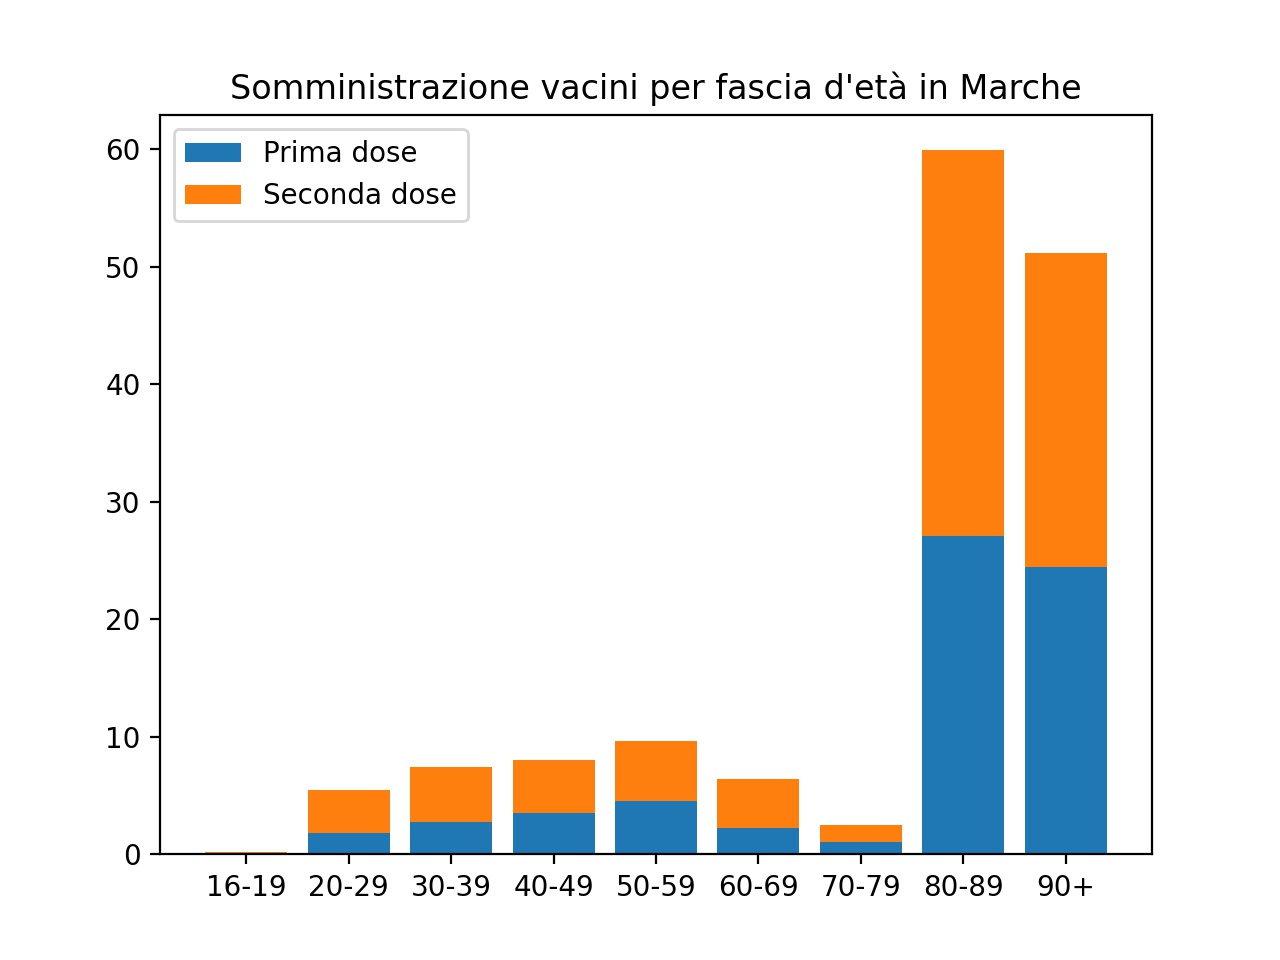 Somministrazione vacini per fascia d'età in Marche
Prima dose
Seconda dose
60
50
40
30
20
10
0
16-19 20-29 30-39 40-49 50-59 60-69 70-79 80-89 90+